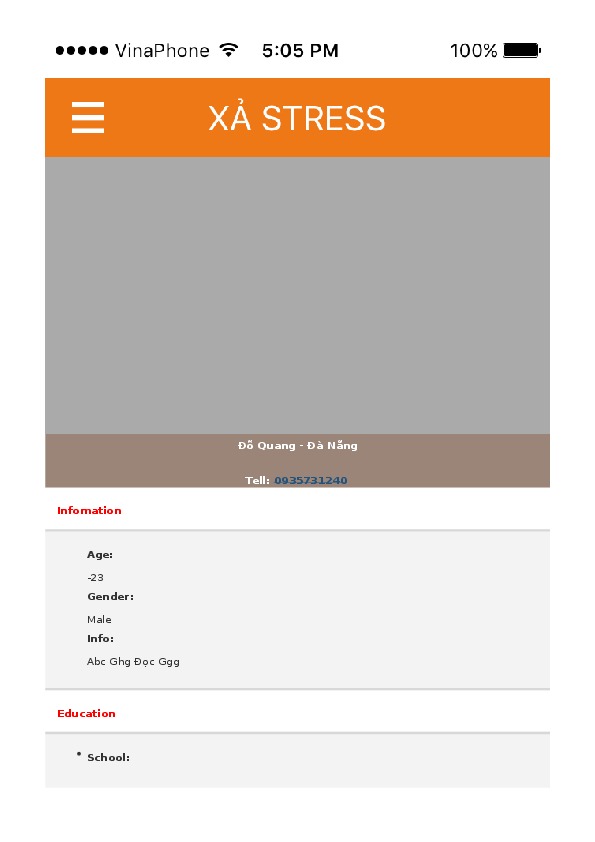 VinaPhone 5:05 PM 100%
XẢ STRESS
Đỗ Quang - Đà Nẵng
Tell: 0935731240
Infomation
Age:
-23
Gender:
Male
Info:
Abc Ghg Đọc Ggg
Education
• School: